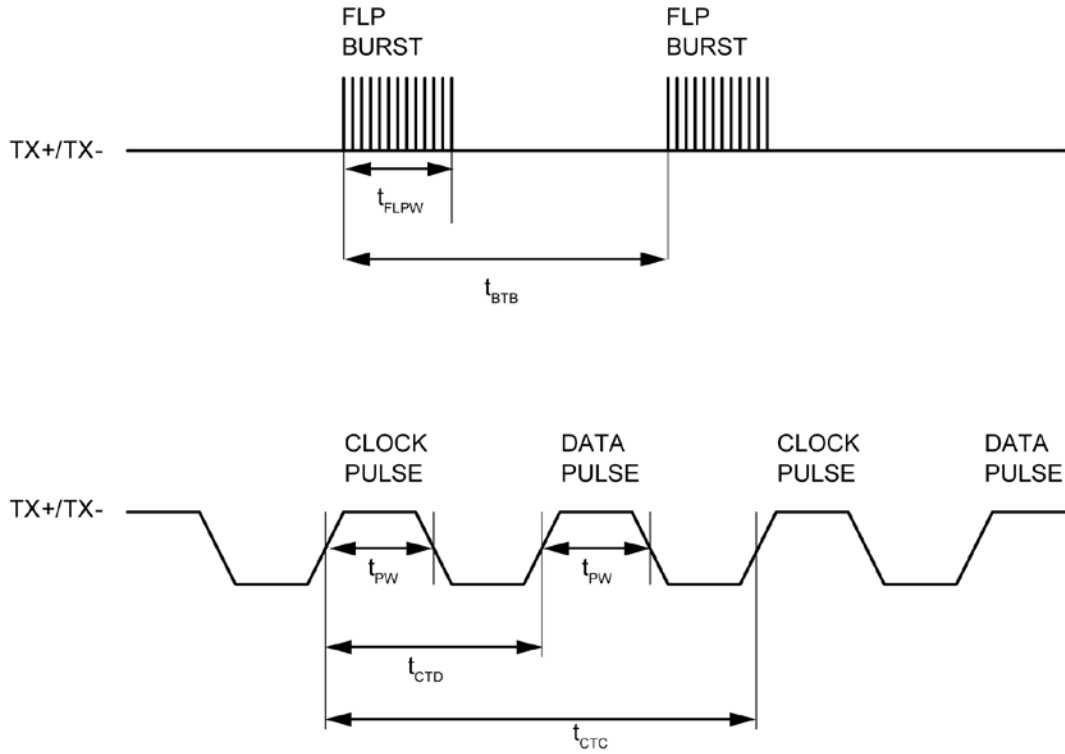 FLP
BURST
FLP
BURST
TX+/TX-
tFLPW
tBTB
CLOCK
PULSE
DATA
PULSE
CLOCK
PULSE
DATA
PULSE
TX+/TX-
tPW
tPW
tCTD
tCTC